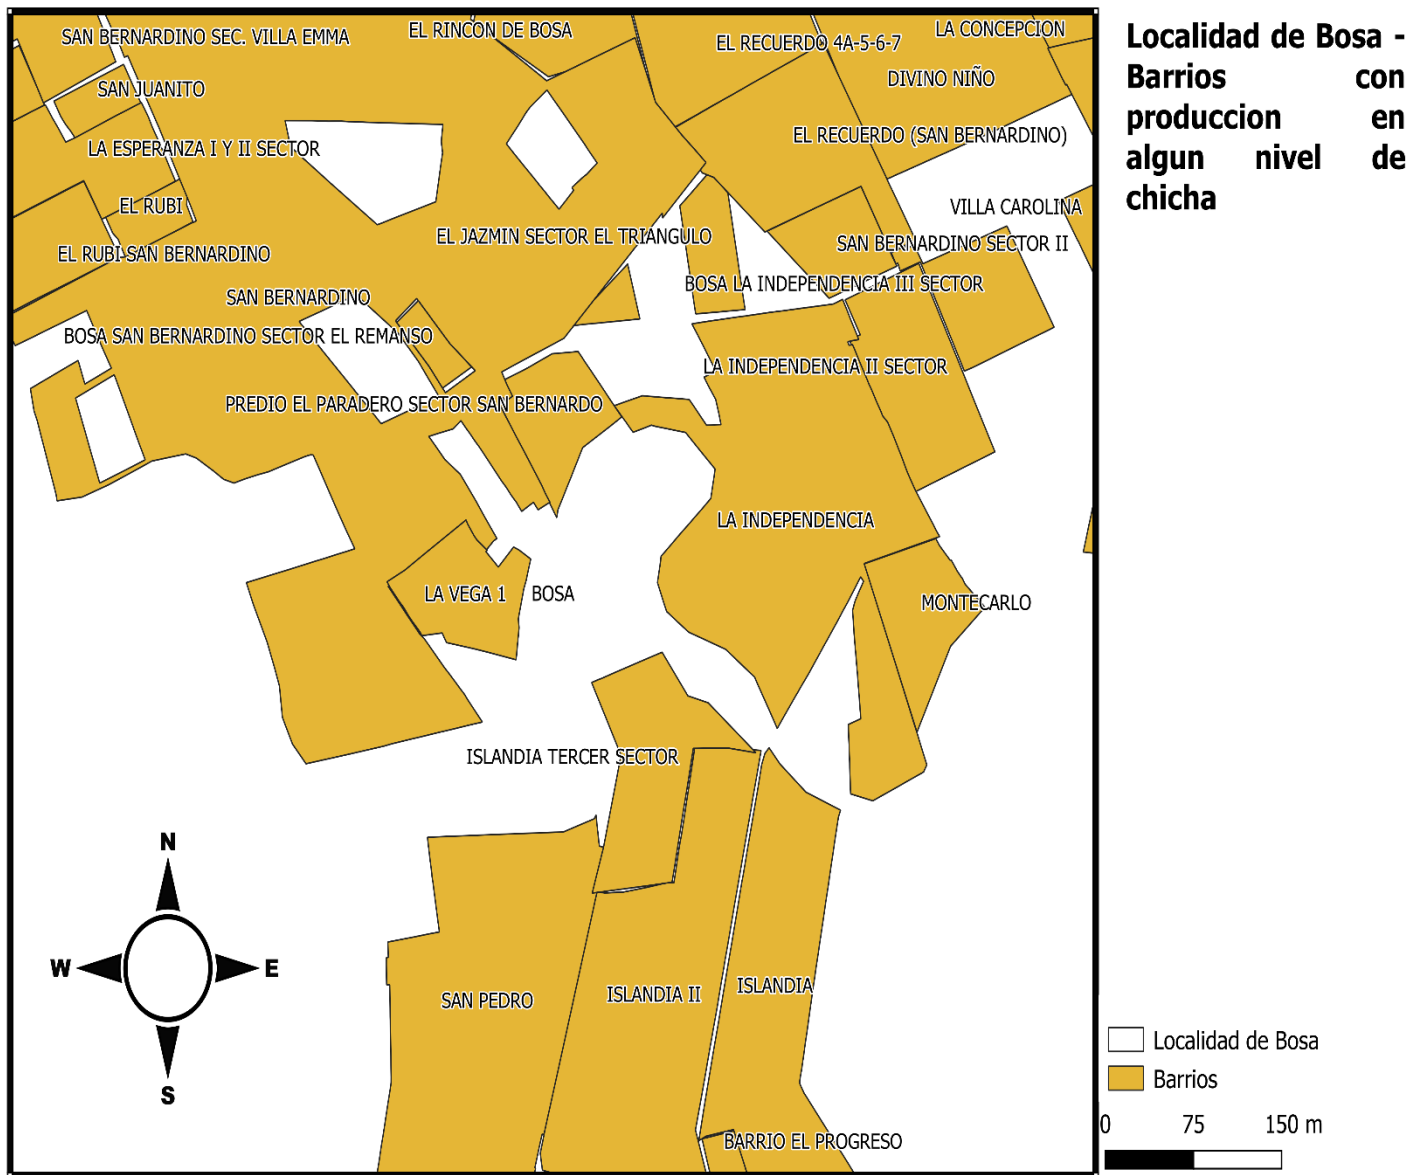 Localidad de Bosa -
Barrios con
produccion en
algun nivel de
chicha
SAN BERNARDINO SEC. VILLA EMMA
EL RINCON DE BOSA
EL RECUERDO 4A-5-6-7
LA CONCEPCION
SAN JUANITO
DIVINO NIÑO
LA ESPERANZA I Y II SECTOR
EL RECUERDO (SAN BERNARDINO)
EL RUBI
VILLA CAROLINA
EL JAZMIN SECTOR EL TRIANGULO
SAN BERNARDINO SECTOR II
EL RUBI-SAN BERNARDINO
BOSA LA INDEPENDENCIA III SECTOR
SAN BERNARDINO
BOSA SAN BERNARDINO SECTOR EL REMANSO
LA INDEPENDENCIA II SECTOR
PREDIO EL PARADERO SECTOR SAN BERNARDO
LA INDEPENDENCIA
LA VEGA 1
BOSA
MONTECARLO
ISLANDIA TERCER SECTOR
N
W
E
S
SAN PEDRO
ISLANDIA II
ISLANDIA
BARRIO EL PROGRESO
Localidad de Bosa
Barrios
0 75 150 m